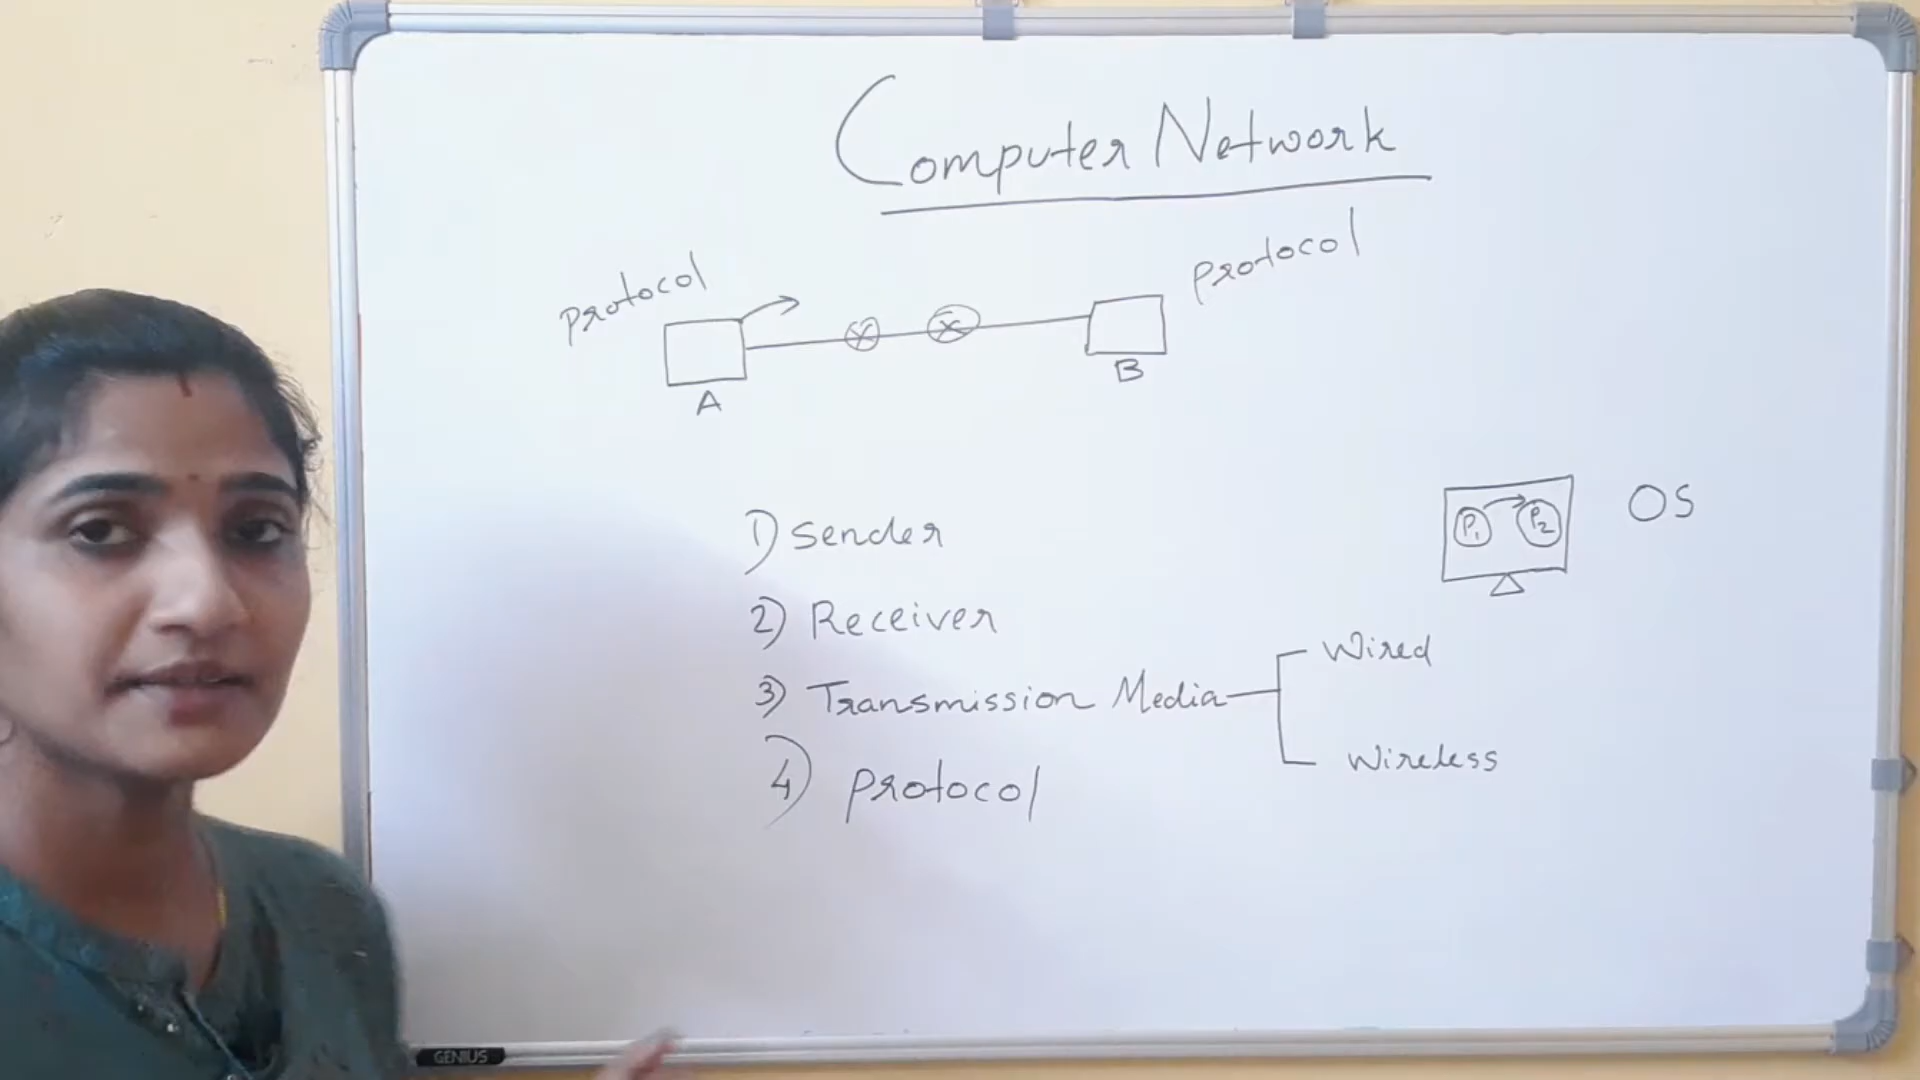 Computer Network
protocol
protocol
A
B
1) Sender
2) Receiver
3) Transmission Media
Wired
Wireless
4) protocol
P1 P2
OS
GENIUS